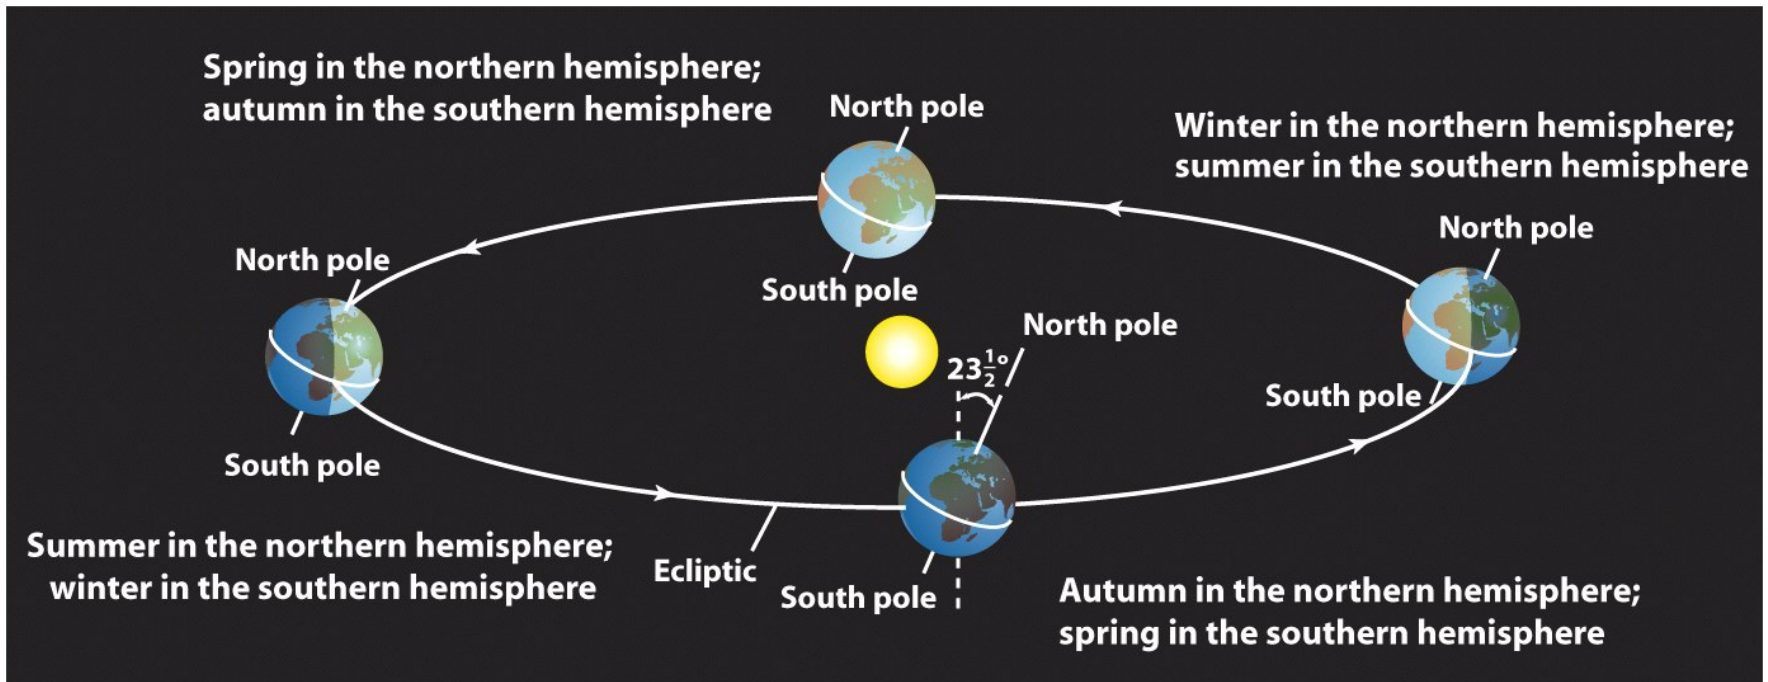 Spring in the northern hemisphere;
autumn in the southern hemisphere
North pole
South pole
Winter in the northern hemisphere;
summer in the southern hemisphere
North pole
South pole
North pole
South pole
North pole
23½°
South pole
Ecliptic
Summer in the northern hemisphere;
winter in the southern hemisphere
Autumn in the northern hemisphere;
spring in the southern hemisphere